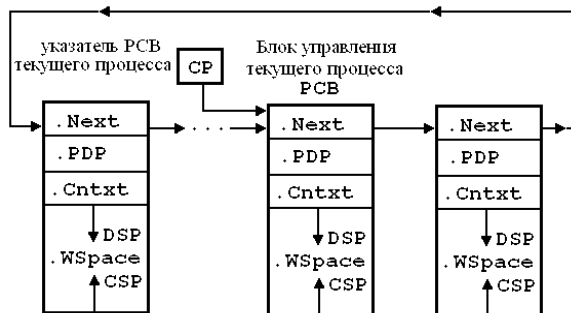 указатель PCB
текущего процесса
CP
Блок управления
текущего процесса
PCB
.Next
.PDP
.Cntxt
DSP
.WSpace
CSP
. . .
.Next
.PDP
.Cntxt
DSP
.WSpace
CSP
.Next
.PDP
.Cntxt
DSP
.WSpace
CSP